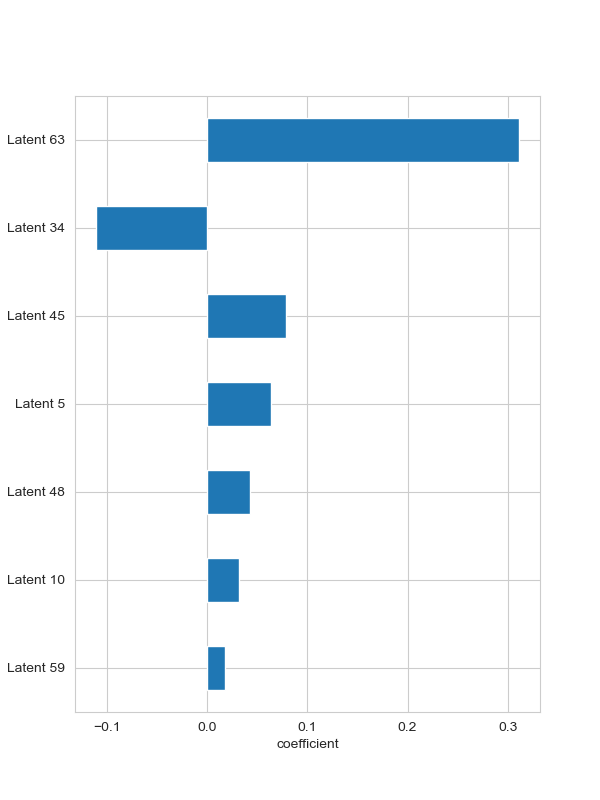 Latent 63
Latent 34
Latent 45
Latent 5
Latent 48
Latent 10
Latent 59
−0.1 0.0 0.1 0.2 0.3
coefficient